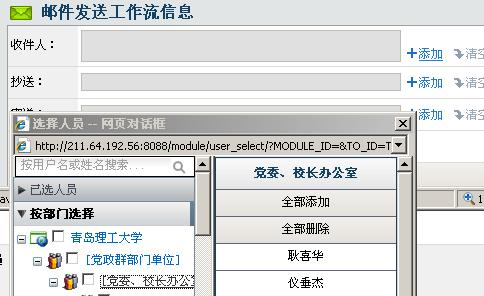 邮件发送工作流信息
收件人： +添加 清空
抄送： +添加 清
+添加 清
选择人员 -- 网页对话框
http://211.64.192.56:8088/module/user_select/?MODULE_ID=&TO_ID=T
按用户名或姓名搜索...
已选人员
按部门选择
青岛理工大学
[党政群部门单位]
[党委、校长办公
党委、校长办公室
全部添加
全部删除
耿喜华
仪垂杰